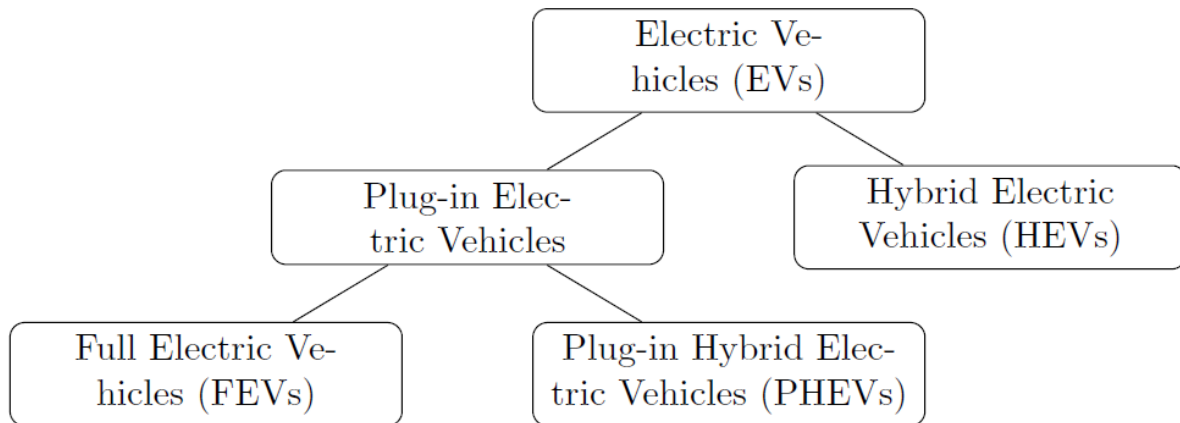 Electric Ve-
hicles (EVs)
Plug-in Elec-
tric Vehicles
Hybrid Electric
Vehicles (HEVs)
Full Electric Ve-
hicles (FEVs)
Plug-in Hybrid Elec-
tric Vehicles (PHEVs)